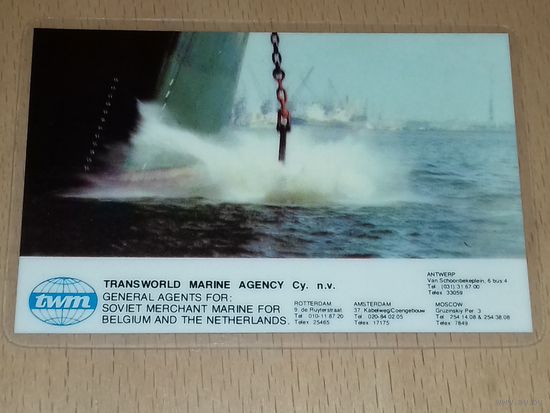 twm
TRANSWORLD MARINE AGENCY Cy. n.v.
GENERAL AGENTS FOR:
SOVIET MERCHANT MARINE FOR
BELGIUM AND THE NETHERLANDS.
ROTTERDAM
9, de Ruyterstraat
Tel. 010-11 87 20
Telex 25465
AMSTERDAM
37, KabelwegCoengebouw
Tel. 020-84 02 05
Telex 17175
ANTWERP
Van Schoonbekeplein, 6 bus 4
Tel. (031) 31.67.00
Telex 33059
MOSCOW
Gruzinskiy Per. 3
Tel. 254.14.08 & 254.38.08
Telex 7849